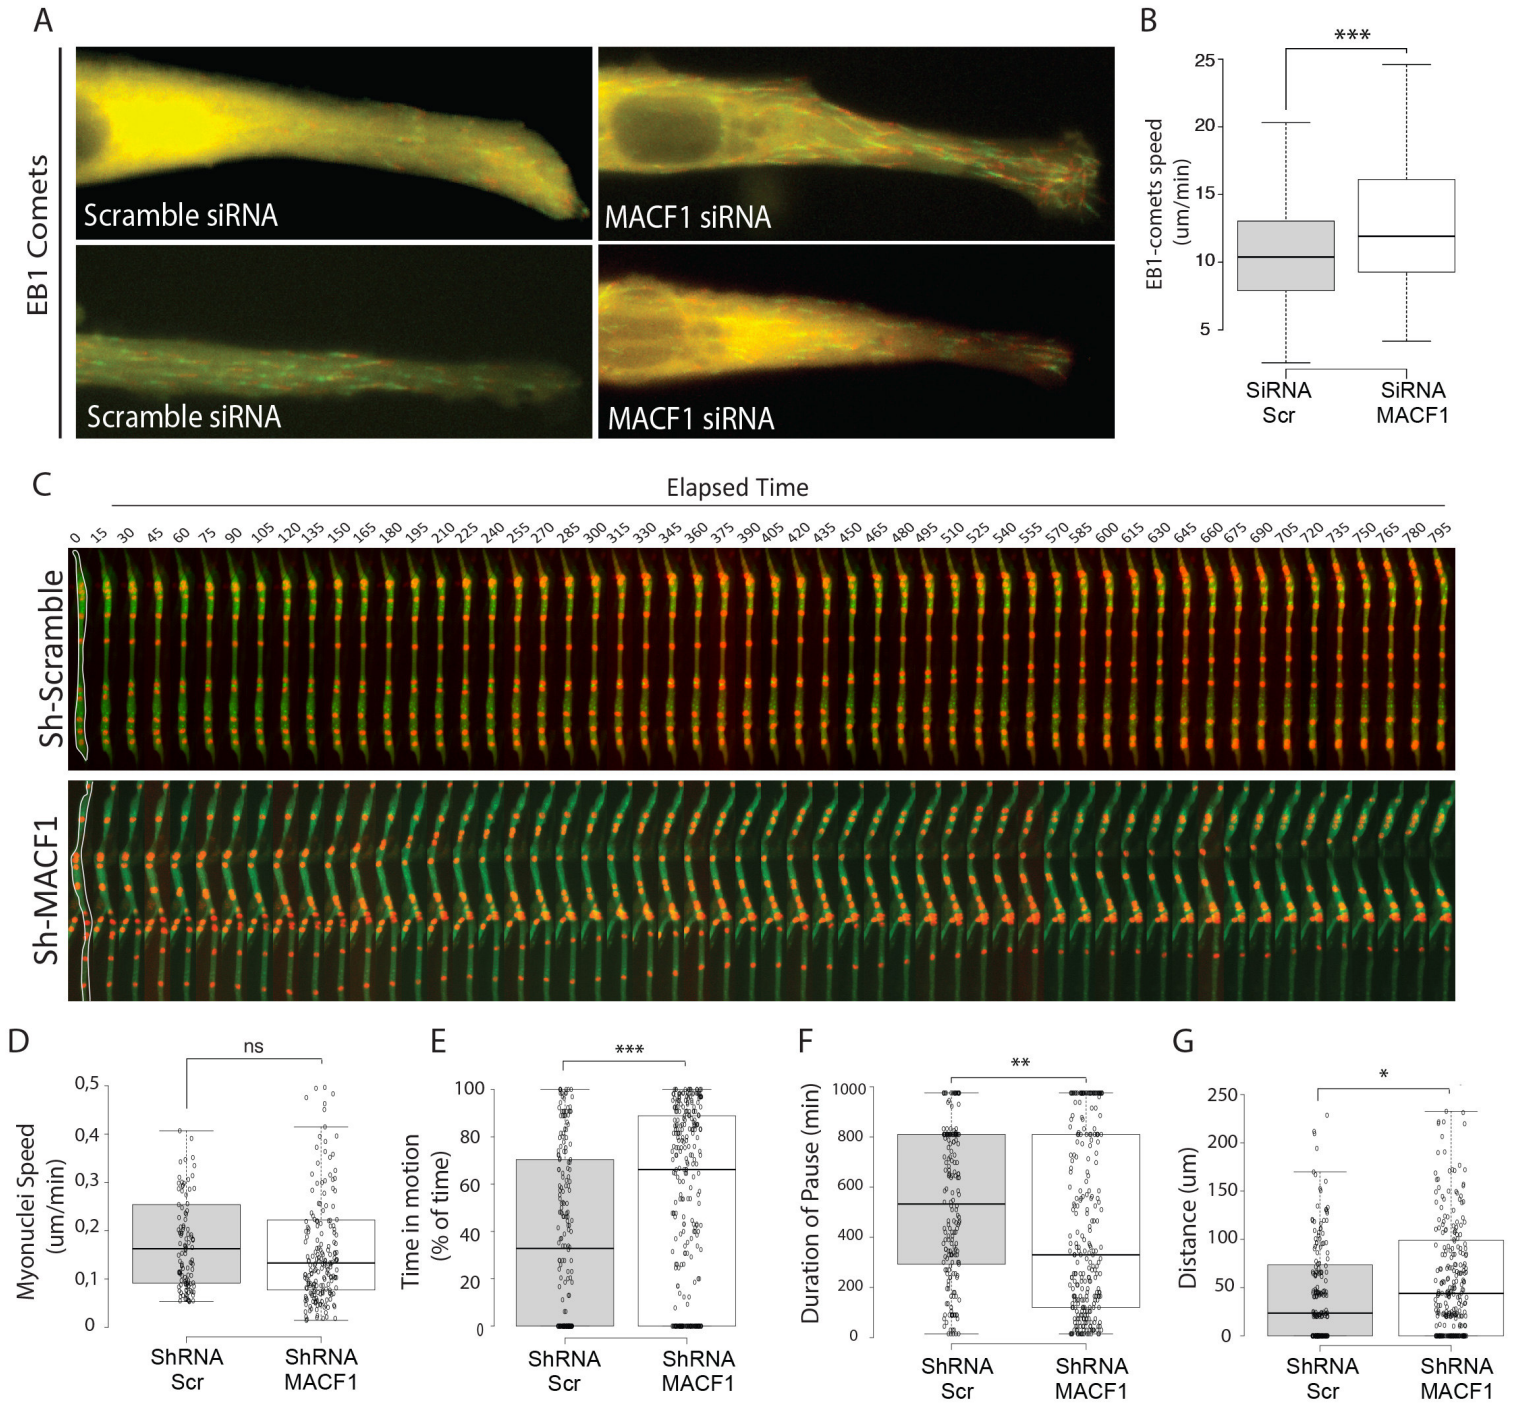 A
EB1 Comets
Scramble siRNA
MACF1 siRNA
Scramble siRNA
MACF1 siRNA
B
***
EB1-comets speed
(um/min)
25
20
15
10
5
SiRNA
Scr
SiRNA
MACF1
C
Elapsed Time
0 15 30 45 60 75 90 105 120 135 150 165 180 195 210 225 240 255 270 285 300 315 330 345 360 375 390 405 420 435 450 465 480 495 510 525 540 555 570 585 600 615 630 645 660 675 690 705 720 735 750 765 780 795
Sh-Scramble
Sh-MACF1
D
ns
Myonuclei Speed
(um/min)
0,5
0,4
0,3
0,2
0,1
0
ShRNA
Scr
ShRNA
MACF1
E
***
Time in motion
(% of time)
100
80
60
40
20
0
ShRNA
Scr
ShRNA
MACF1
F
**
Duration of Pause (min)
1000
800
600
400
200
0
ShRNA
Scr
ShRNA
MACF1
G
*
Distance (um)
250
200
150
100
50
0
ShRNA
Scr
ShRNA
MACF1